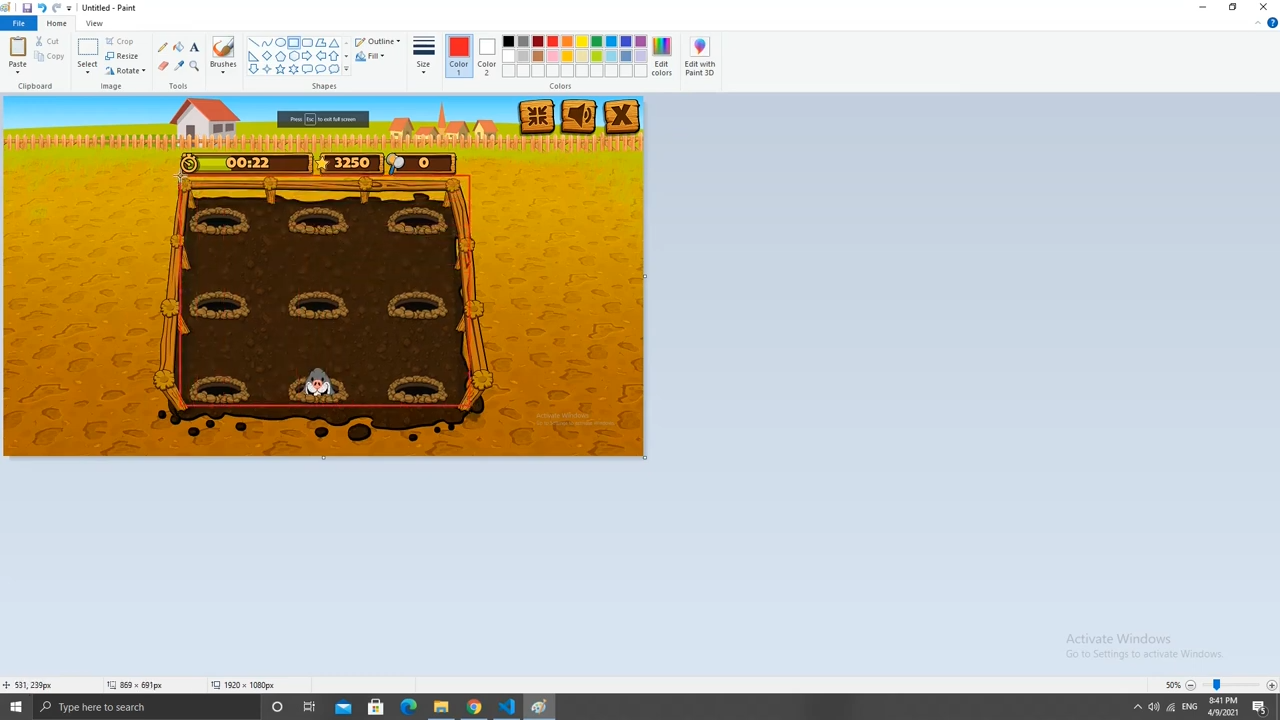 Untitled - Paint
File Home View
Paste
Cut
Copy
Clipboard
Select
Crop
Resize
Rotate
Image
A
Tools
Brushes
Shapes
Outline
Fill
Size
Color 1
Color 2
Edit colors
Colors
Edit with Paint 3D
Press Esc to exit full screen
X
00:22 3250 0
Activate Windows
Activate Windows
Go to Settings to activate Windows.
531, 239px 869 × 691px 1920 × 1080px 50%
Type here to search
ENG
8:41 PM
4/9/2021
5